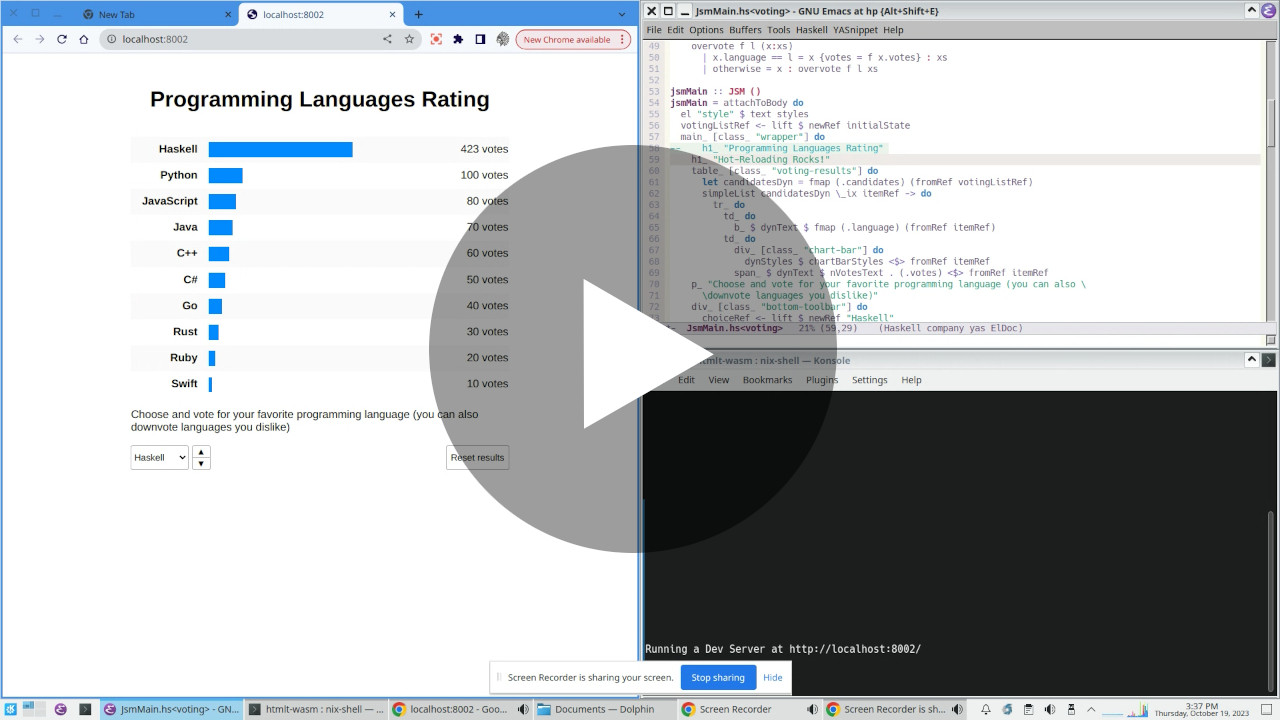 New Tab
localhost:8002
localhost:8002
New Chrome available
Programming Languages Rating
Haskell 423 votes
Python 100 votes
JavaScript 80 votes
Java 70 votes
C++ 60 votes
C# 50 votes
Go 40 votes
Rust 30 votes
Ruby 20 votes
Swift 10 votes
Choose and vote for your favorite programming language (you can also
downvote languages you dislike)
Haskell
Reset results
JsmMain.hs<voting> - GNU Emacs at hp {Alt+Shift+E}
File Edit Options Buffers Tools Haskell YASnippet Help
49 overvote f l (x:xs)
50 | x.language == l = x {votes = f x.votes} : xs
51 | otherwise = x : overvote f l xs
52
53 jsmMain :: JSM ()
54 jsmMain = attachToBody do
55 el "style" $ text styles
56 votingListRef <- lift $ newRef initialState
57 main_ [class_ "wrapper"] do
58 -- h1_ "Programming Languages Rating"
59 h1_ "Hot-Reloading Rocks!"
60 table_ [class_ "voting-results"] do
61 let candidatesDyn = fmap (.candidates) (fromRef votingListRef)
62 simpleList candidatesDyn \_ix itemRef -> do
63 tr_ do
64 td_ do
65 b_ $ dynText $ fmap (.language) (fromRef itemRef)
66 td_ do
67 div_ [class_ "chart-bar"] do
68 dynStyles $ chartBarStyles <$> fromRef itemRef
69 span_ $ dynText $ nVotesText . (.votes) <$> fromRef itemRef
70 p_ "Choose and vote for your favorite programming language (you can also \
71 \downvote languages you dislike)"
72 div_ [class_ "bottom-toolbar"] do
choiceRef <- lift $ newRef "Haskell"
JsmMain.hs<voting> 21% (59,29) (Haskell company yas ElDoc)
htmlt-wasm : nix-shell — Konsole
Edit View Bookmarks Plugins Settings Help
Running a Dev Server at http://localhost:8002/
Screen Recorder is sharing your screen. Stop sharing Hide
JsmMain.hs<voting> - GN... htmlt-wasm : nix-shell — ... localhost:8002 - Goo... Documents — Dolphin Screen Recorder Screen Recorder is sh... 3:37 PM
Thursday, October 19, 2023